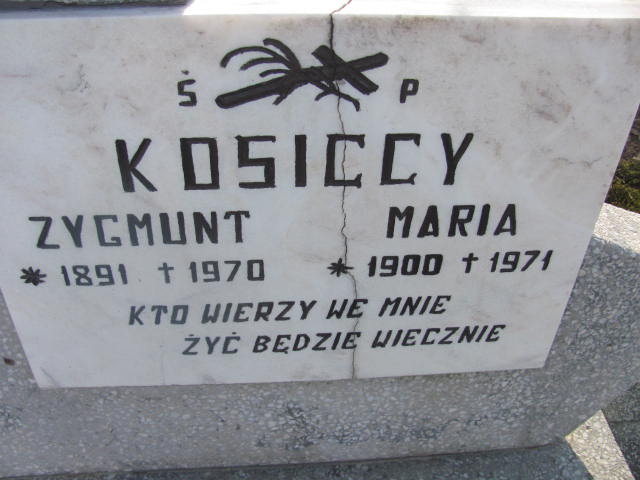 Ś P
KOSICCY
ZYGMUNT MARIA
* 1891 † 1970 * 1900 † 1971
KTO WIERZY WE MNIE
ŻYĆ BĘDZIE WIECZNIE